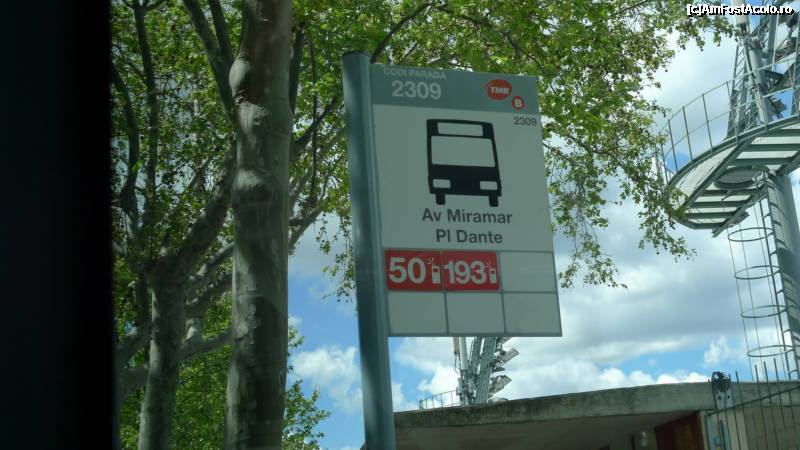 (c)AmFostAcolo.ro
CODI PARADA
2309
TMB
B
2309
Av Miramar
Pl Dante
50 193